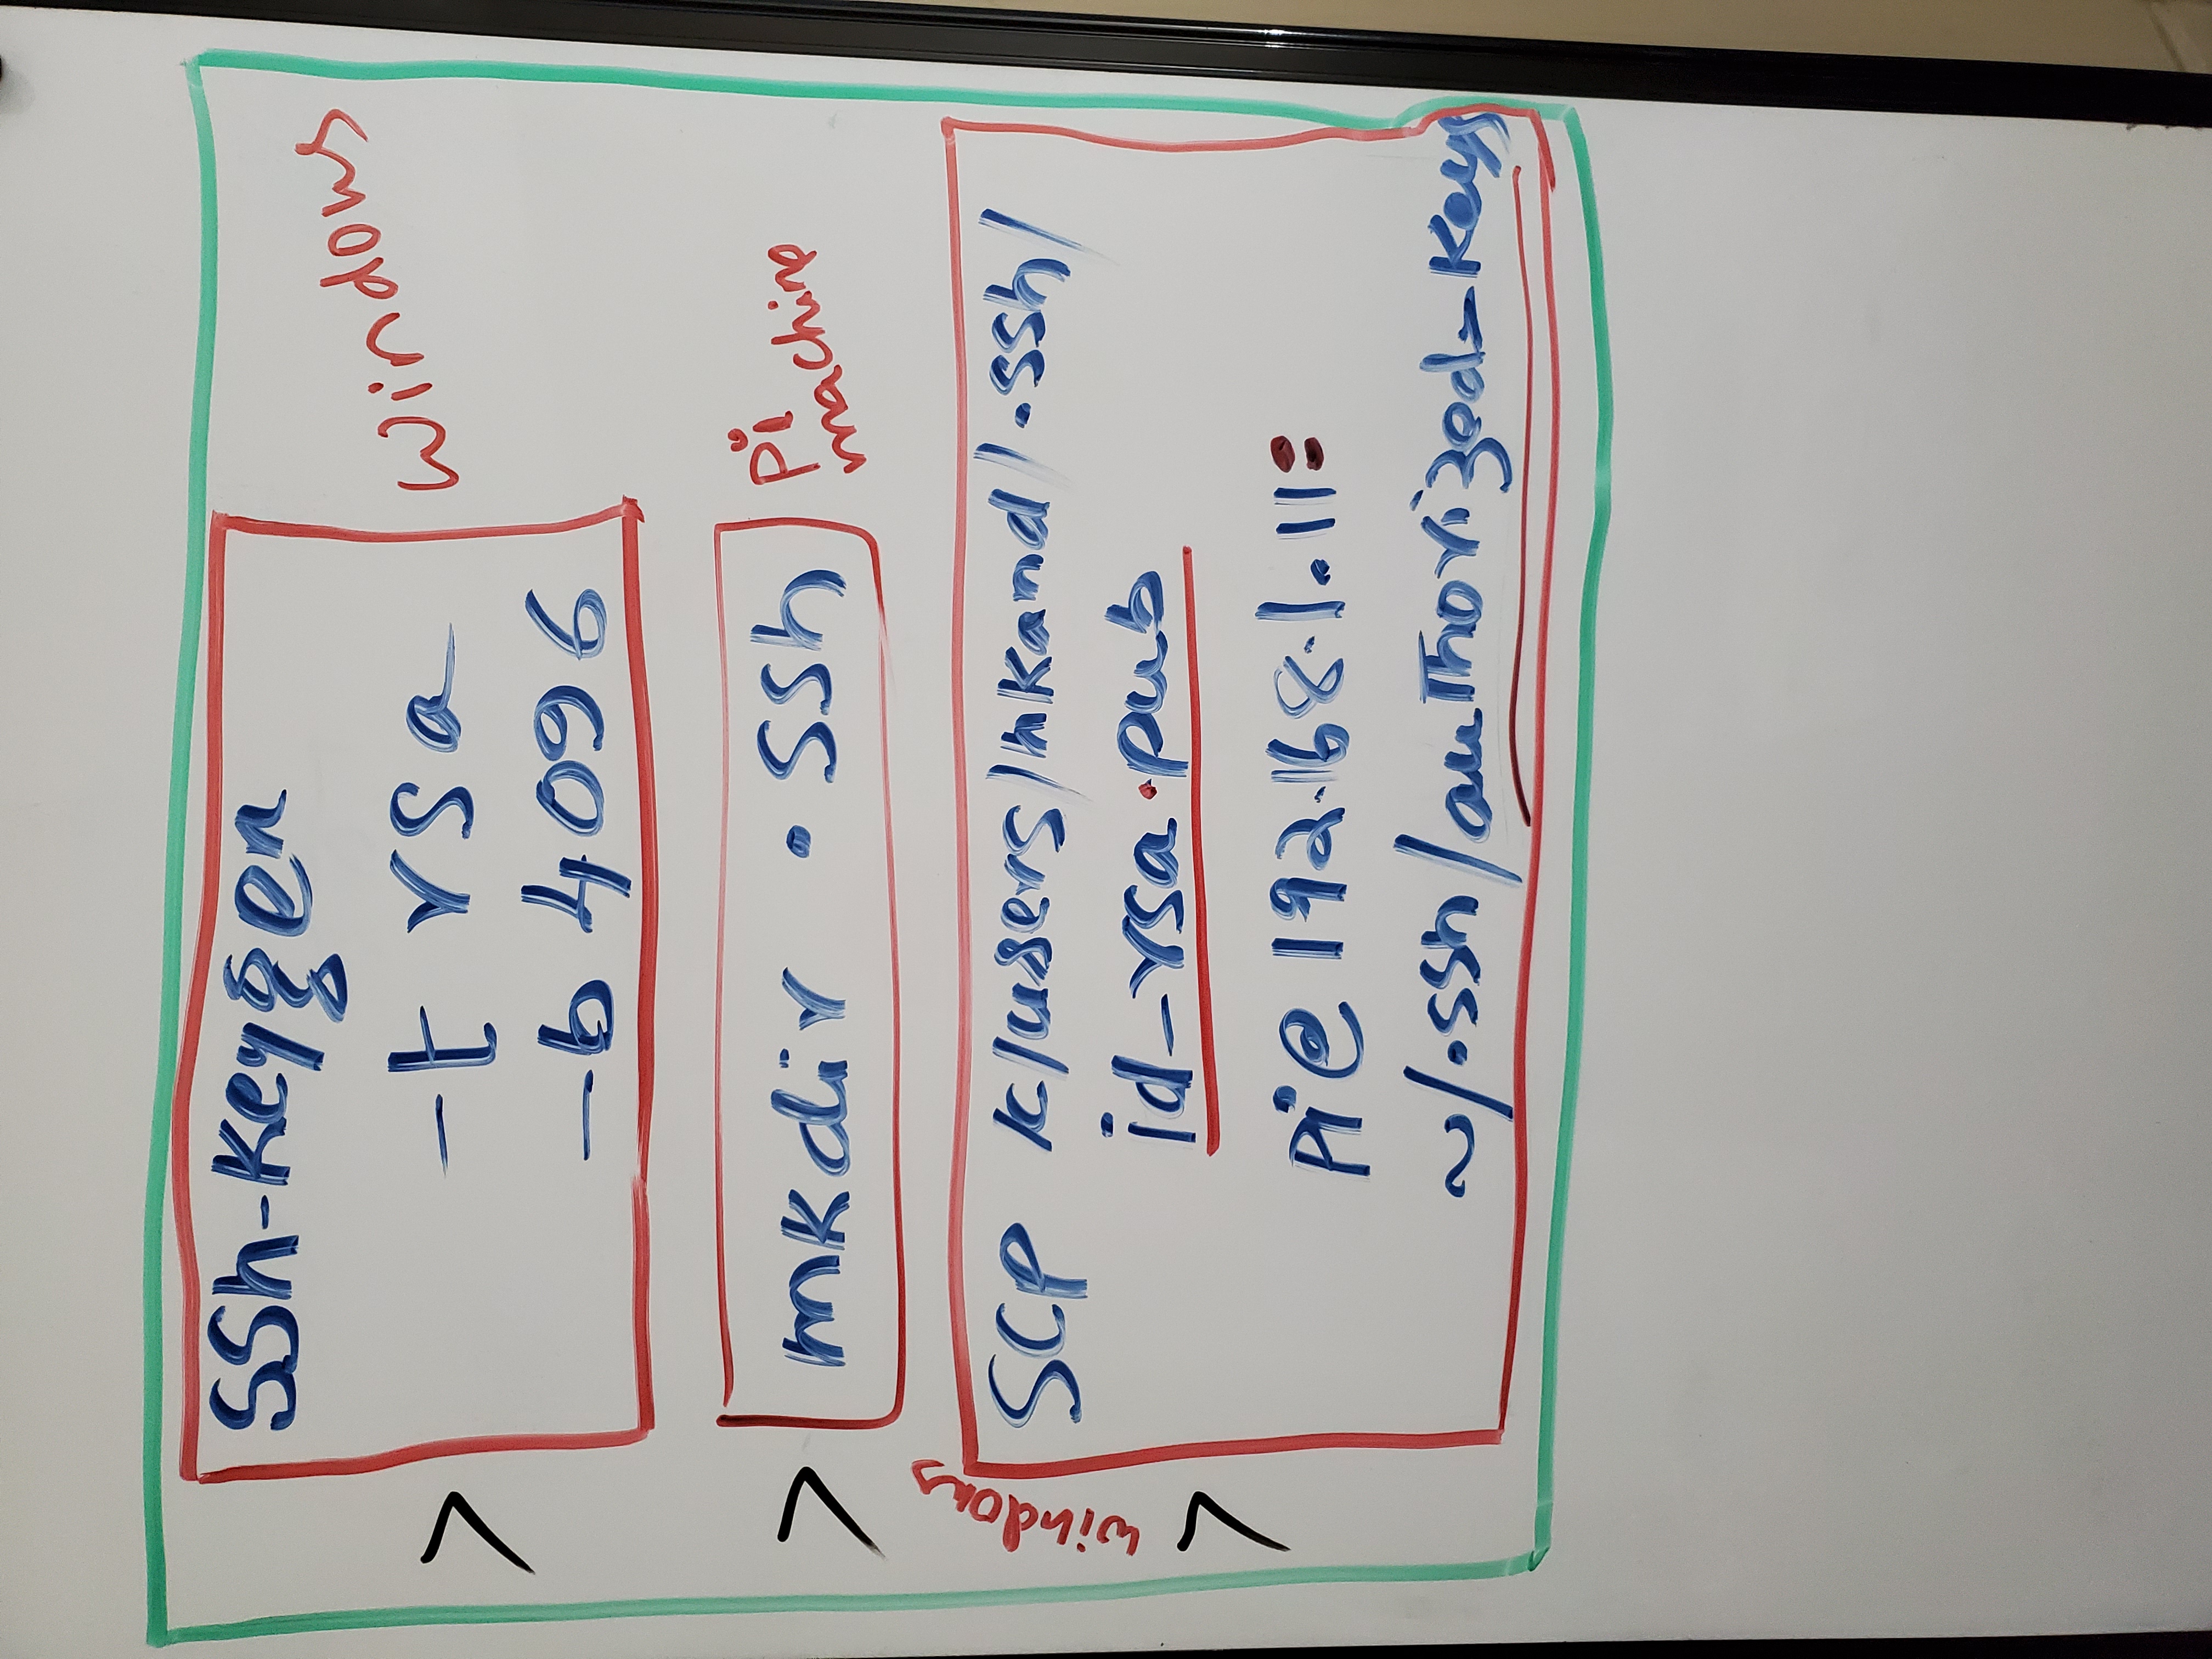 ssh-keygen
-t rsa
-b 4096
windows
>
mkdir .ssh
Pi
machine
>
windows
scp /c/users/nkand/.ssh/
id_rsa.pub
pi@192.168.1.11:
~/.ssh/authorized_keys
>